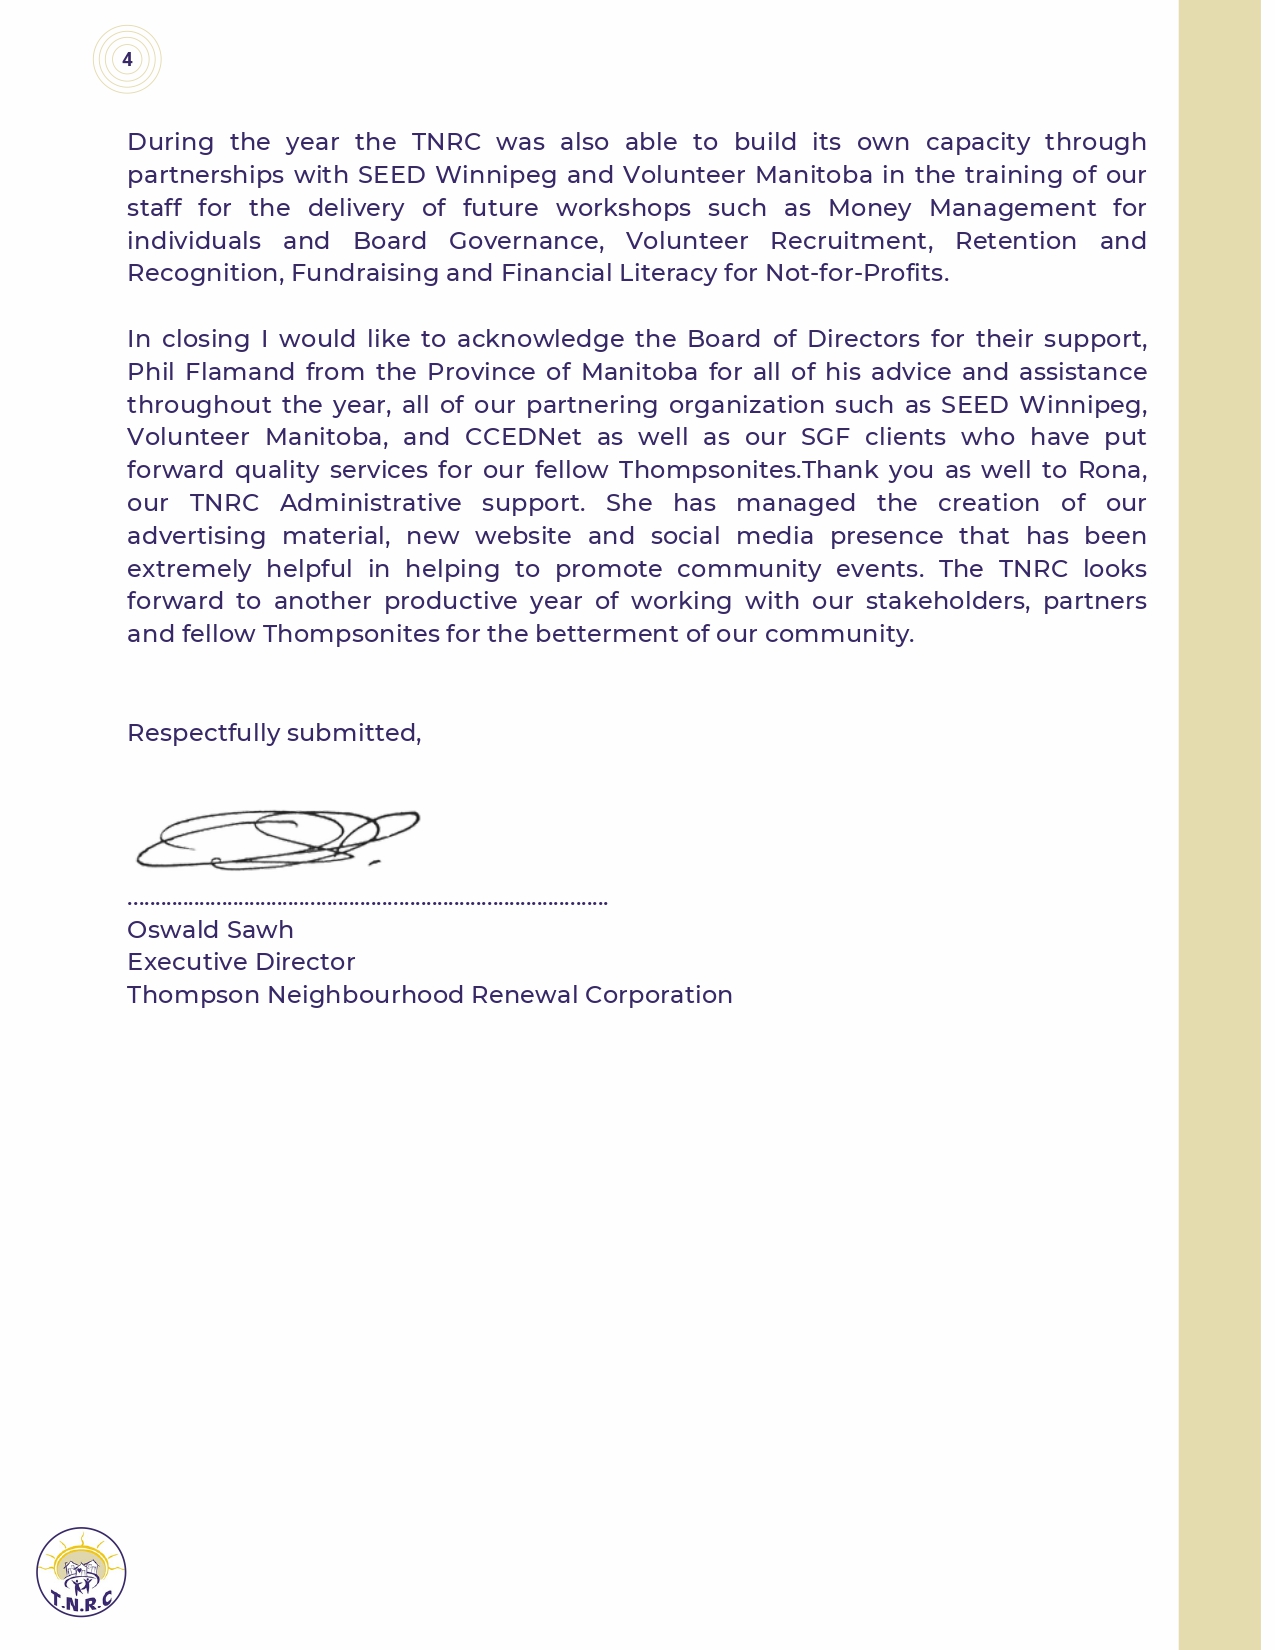 4
During the year the TNRC was also able to build its own capacity through
partnerships with SEED Winnipeg and Volunteer Manitoba in the training of our
staff for the delivery of future workshops such as Money Management for
individuals and Board Governance, Volunteer Recruitment, Retention and
Recognition, Fundraising and Financial Literacy for Not-for-Profits.
In closing I would like to acknowledge the Board of Directors for their support,
Phil Flamand from the Province of Manitoba for all of his advice and assistance
throughout the year, all of our partnering organization such as SEED Winnipeg,
Volunteer Manitoba, and CCEDNet as well as our SGF clients who have put
forward quality services for our fellow Thompsonites.Thank you as well to Rona,
our TNRC Administrative support. She has managed the creation of our
advertising material, new website and social media presence that has been
extremely helpful in helping to promote community events. The TNRC looks
forward to another productive year of working with our stakeholders, partners
and fellow Thompsonites for the betterment of our community.
Respectfully submitted,
.......................................................................................
Oswald Sawh
Executive Director
Thompson Neighbourhood Renewal Corporation
T.N.R.C